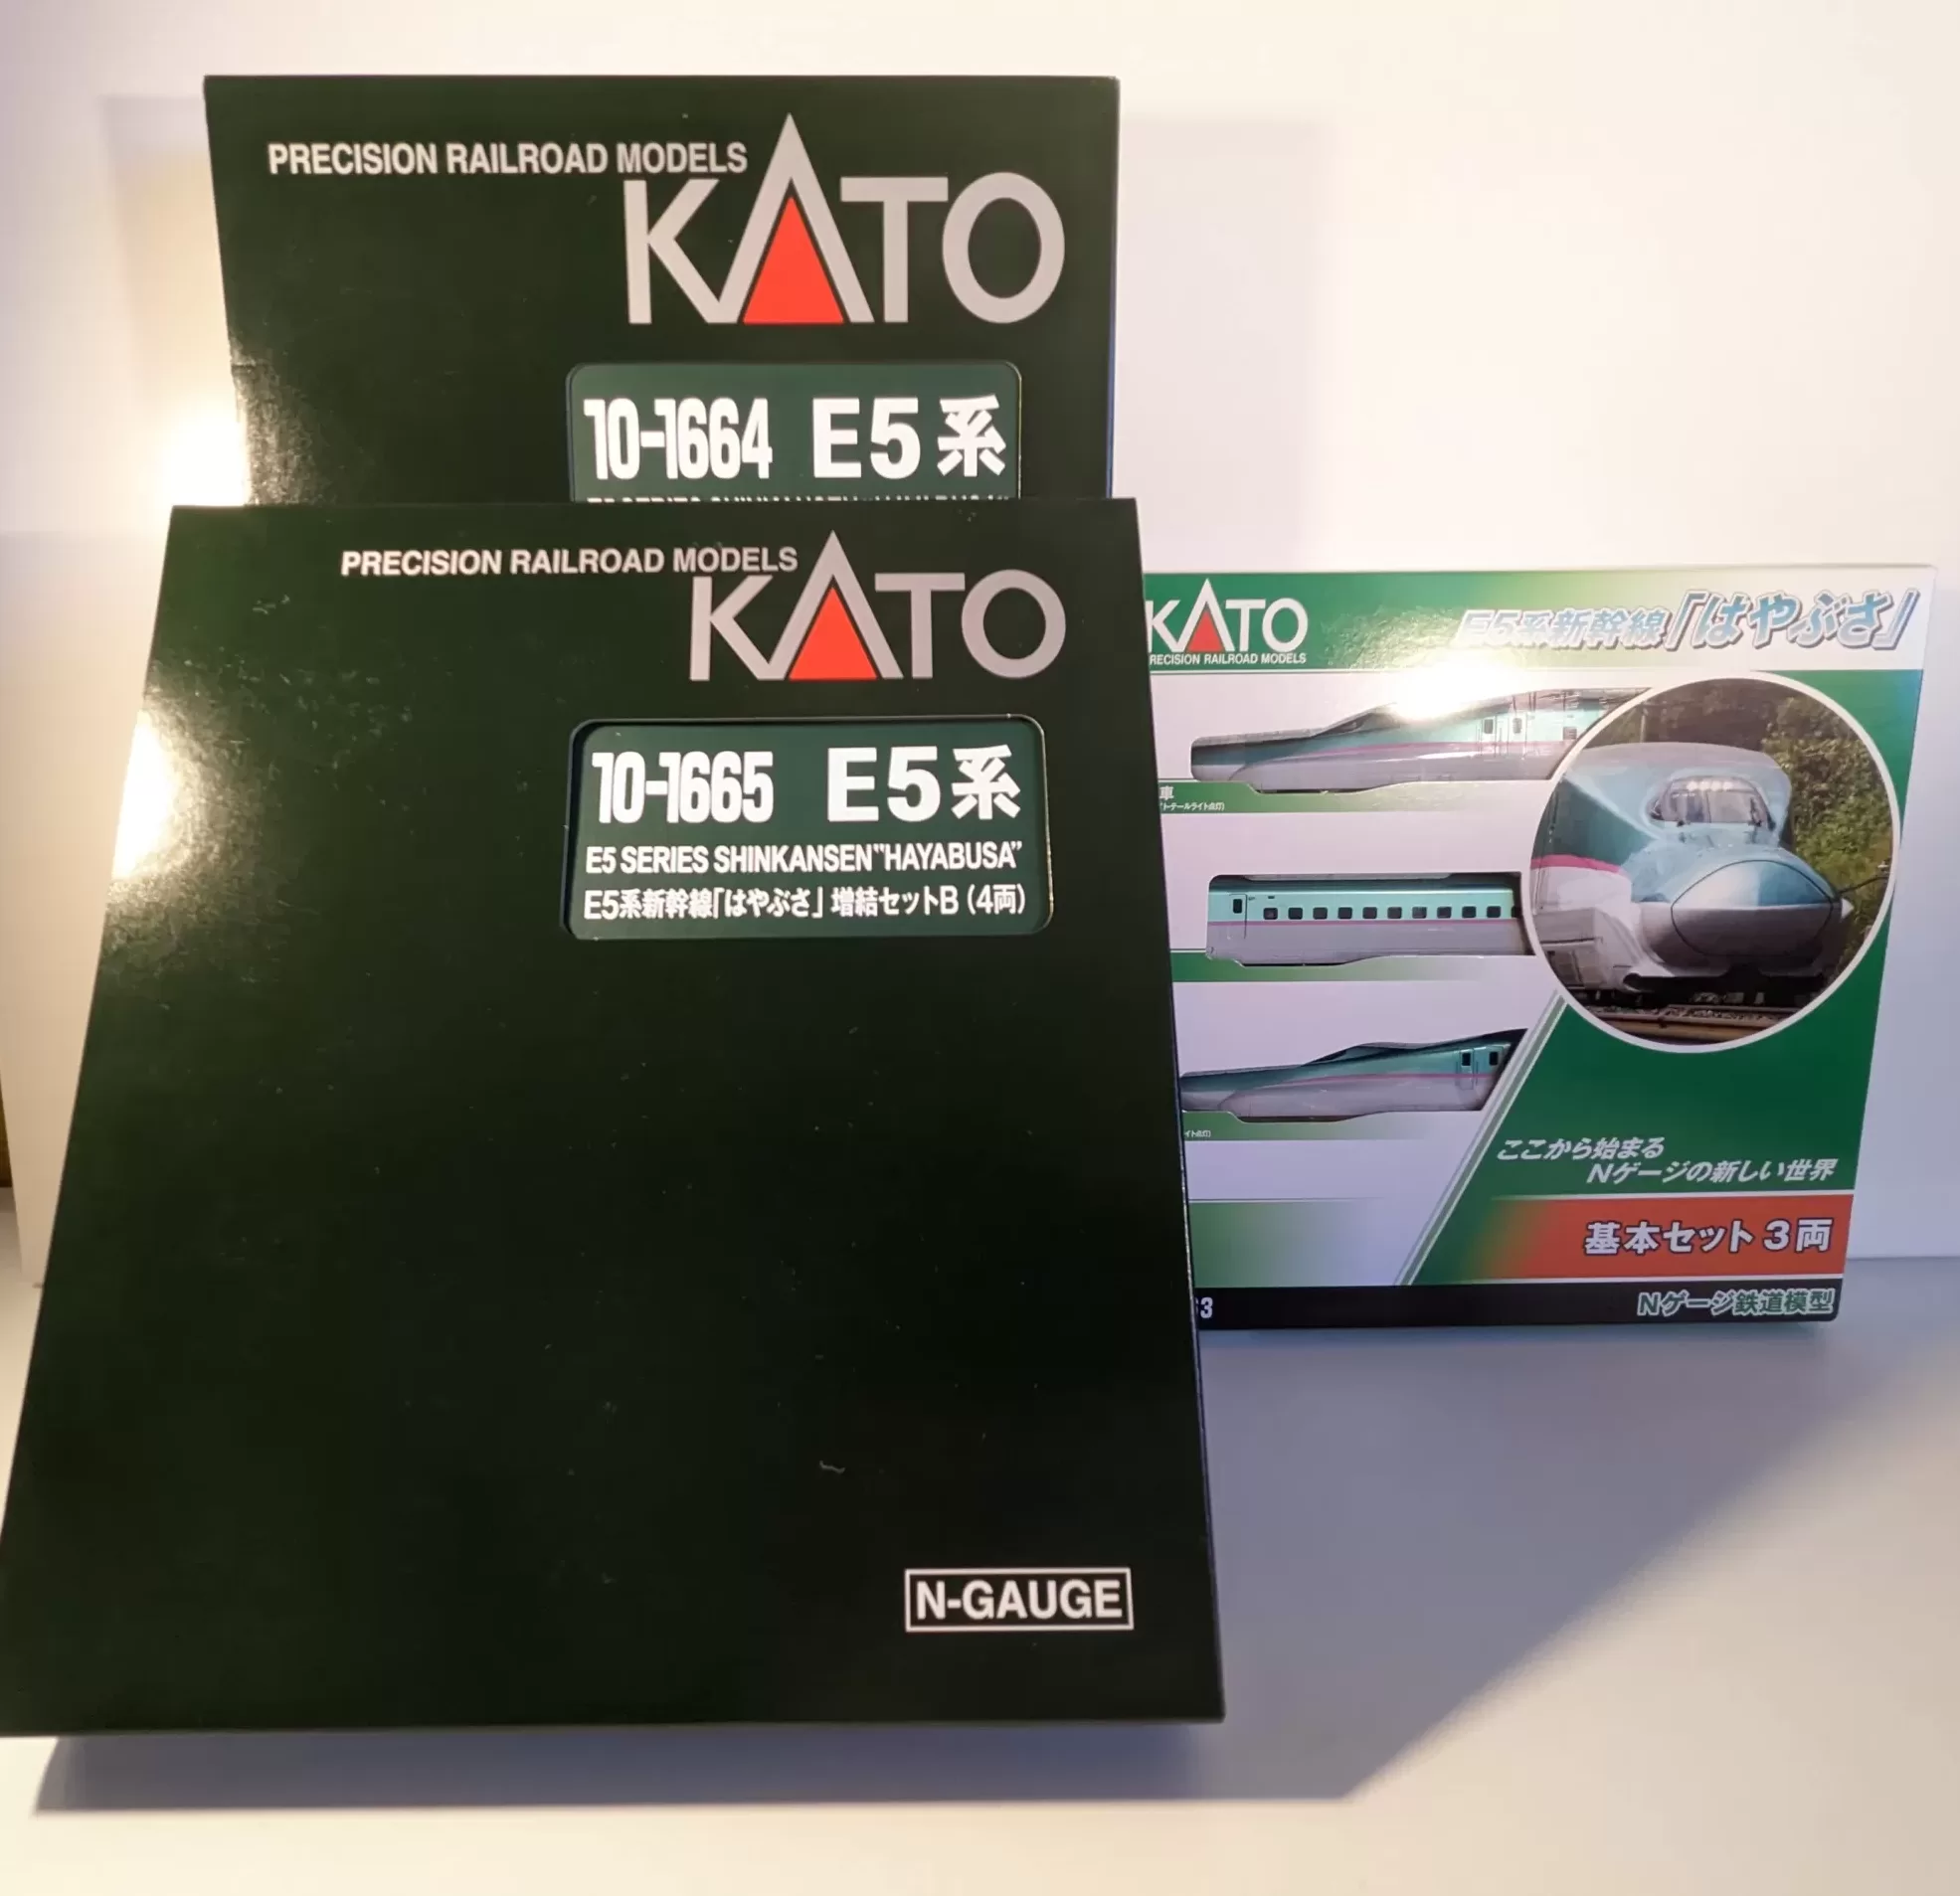 PRECISION RAILROAD MODELS
KATO
10-1664 E5系
PRECISION RAILROAD MODELS
KATO
10-1665 E5系
E5 SERIES SHINKANSEN "HAYABUSA"
E5系新幹線「はやぶさ」増結セットB(4両)
N-GAUGE
KATO
RECISION RAILROAD MODELS
E5系新幹線「はやぶさ」
車
ここから始まる
Nゲージの新しい世界
基本セット3両
Nゲージ鉄道模型